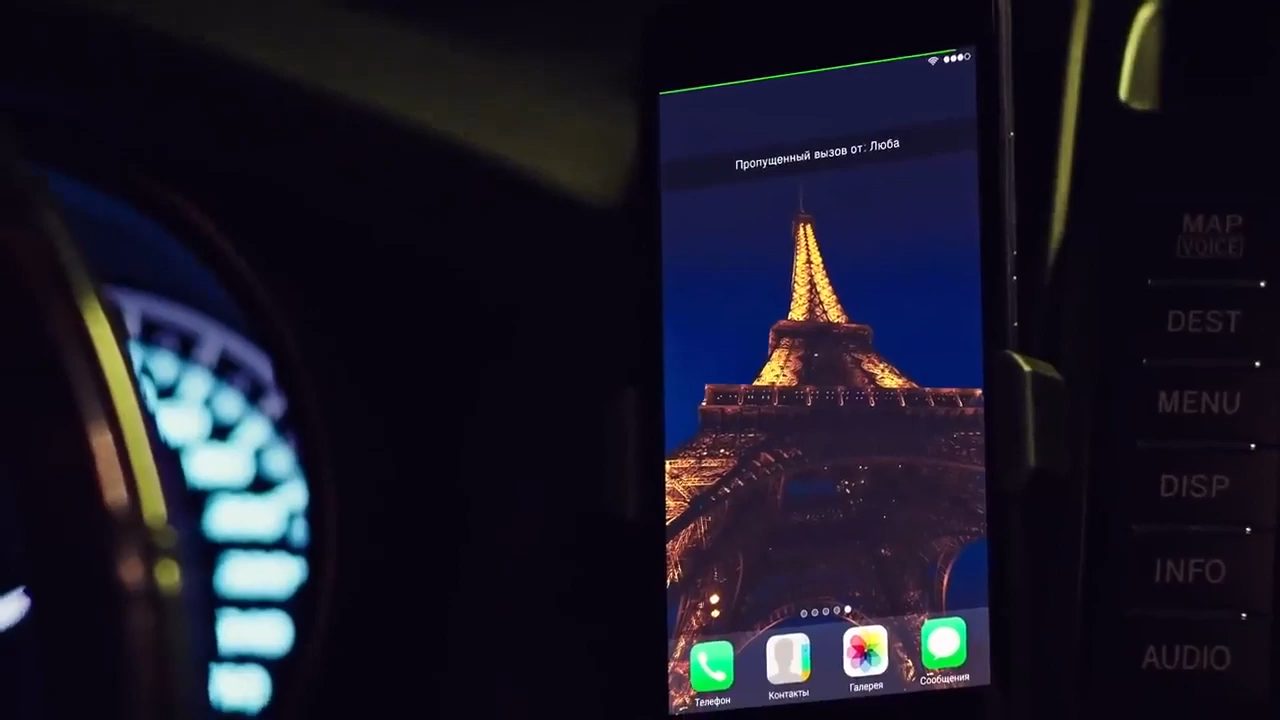 Пропущенный вызов от: Люба
Телефон
Контакты
Галерея
Сообщения
MAP
VOICE
DEST
MENU
DISP
INFO
AUDIO